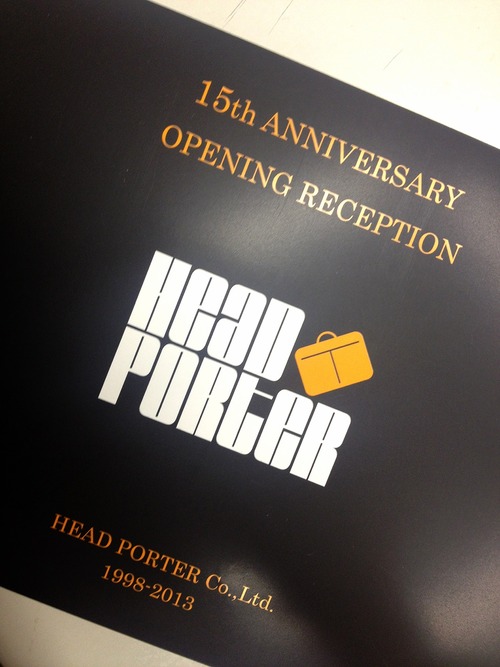 15th ANNIVERSARY
OPENING RECEPTION
HEAD
PORTER
HEAD PORTER Co.,Ltd.
1998-2013